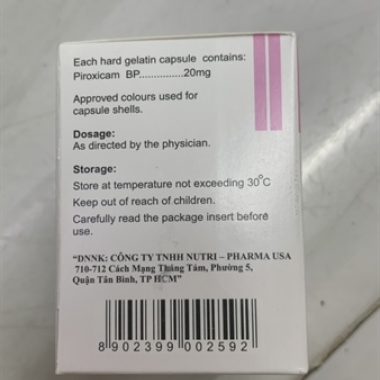 Each hard gelatin capsule contains:
Piroxicam BP...............20mg
Approved colours used for
capsule shells.
Dosage:
As directed by the physician.
Storage:
Store at temperature not exceeding 30°C
Keep out of reach of children.
Carefully read the package insert before
use.
“DNNK: CÔNG TY TNHH NUTRI – PHARMA USA
710-712 Cách Mạng Tháng Tám, Phường 5,
Quận Tân Bình, TP HCM”
8 902399 002592